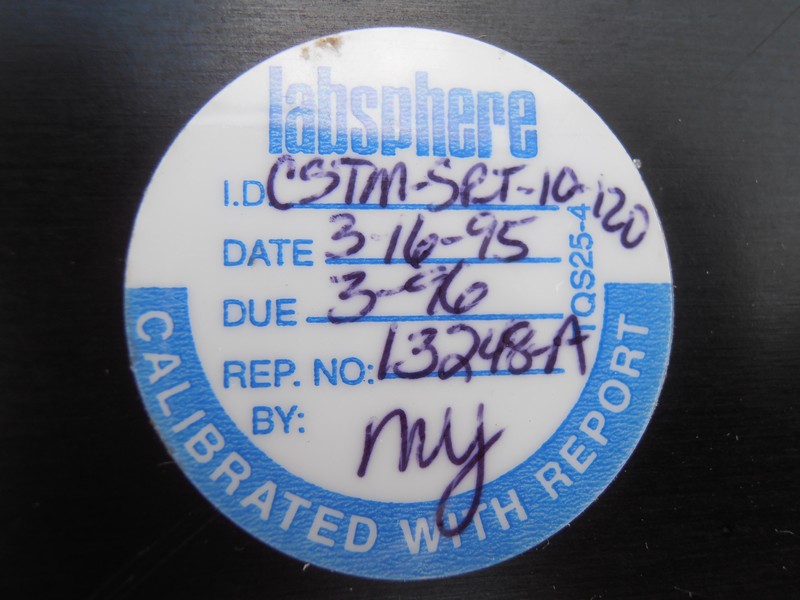 labsphere
I.D CSTM-SRT-10-120
DATE 3-16-95
DUE 3-96
REP. NO: 13248-A
BY: my
QS25-4
CALIBRATED WITH REPORT